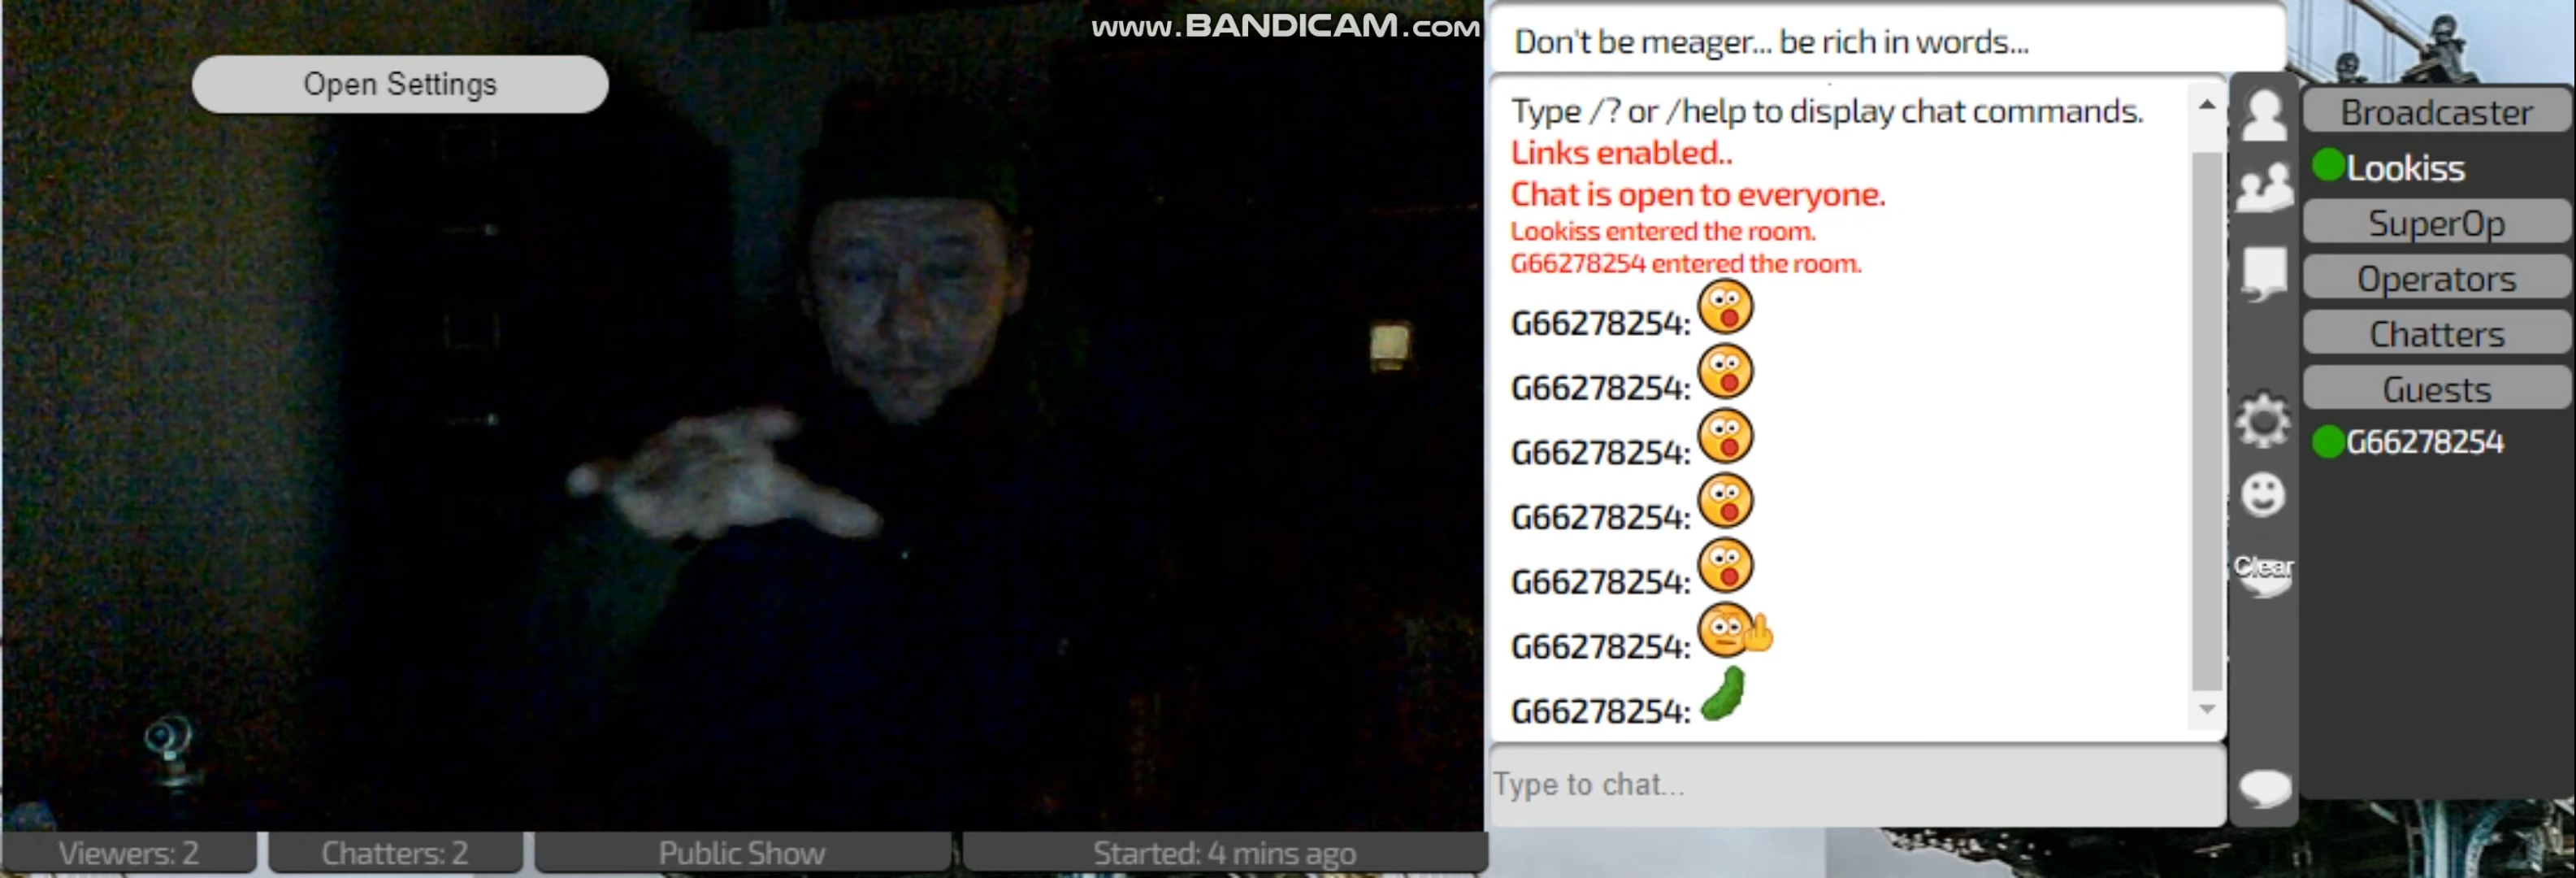 www.BANDICAM.com
Open Settings
Don't be meager... be rich in words...
Type /? or /help to display chat commands.
Links enabled..
Chat is open to everyone.
Lookiss entered the room.
G66278254 entered the room.
G66278254:
G66278254:
G66278254:
G66278254:
G66278254:
G66278254:
G66278254:
Type to chat...
Clear
Broadcaster
Lookiss
SuperOp
Operators
Chatters
Guests
G66278254
Viewers: 2
Chatters: 2
Public Show
Started: 4 mins ago